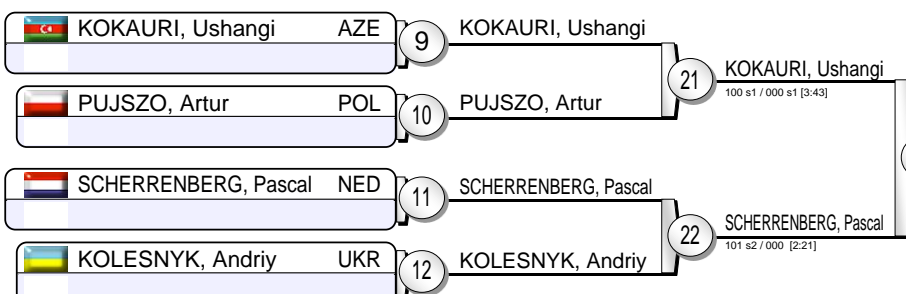 KOKAURI, Ushangi AZE
9
KOKAURI, Ushangi
21
KOKAURI, Ushangi
100 s1 / 000 s1 [3:43]
PUJSZO, Artur POL
10
PUJSZO, Artur
SCHERRENBERG, Pascal NED
11
SCHERRENBERG, Pascal
22
SCHERRENBERG, Pascal
101 s2 / 000 [2:21]
KOLESNYK, Andriy UKR
12
KOLESNYK, Andriy